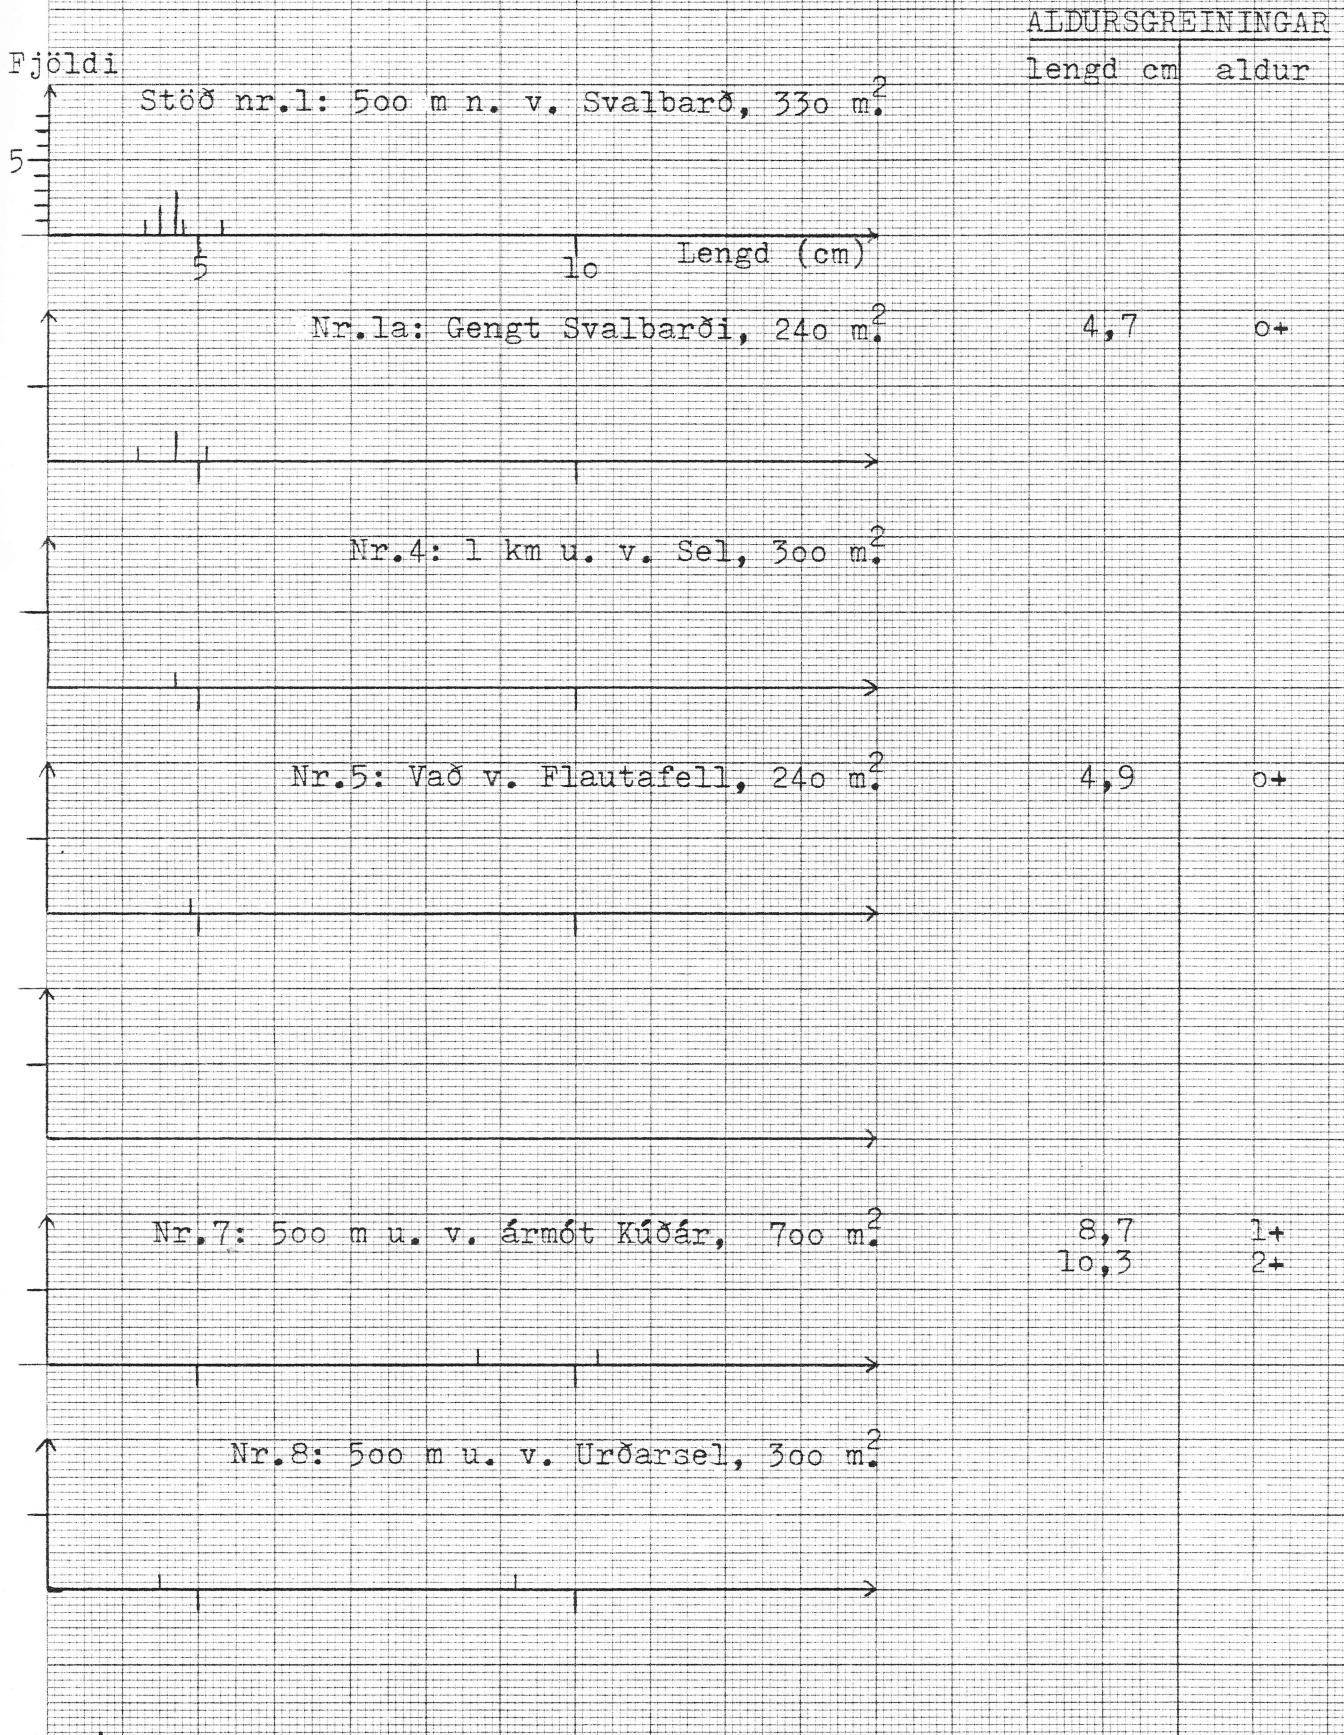 ALDURSGREININGAR
Fjöldi
lengd cm aldur
Stöð nr.1: 5oo m n. v. Svalbarð, 33o m².
5
5
1o
Lengd (cm)
Nr.1a: Gengt Svalbarði, 24o m².
4,7 o+
Nr.4: 1 km u. v. Sel, 3oo m².
Nr.5: Vað v. Flautafell, 24o m².
4,9 o+
Nr.7: 5oo m u. v. ármót Kúðár, 7oo m².
8,7 1+
1o,3 2+
Nr.8: 5oo m u. v. Urðarsel, 3oo m².